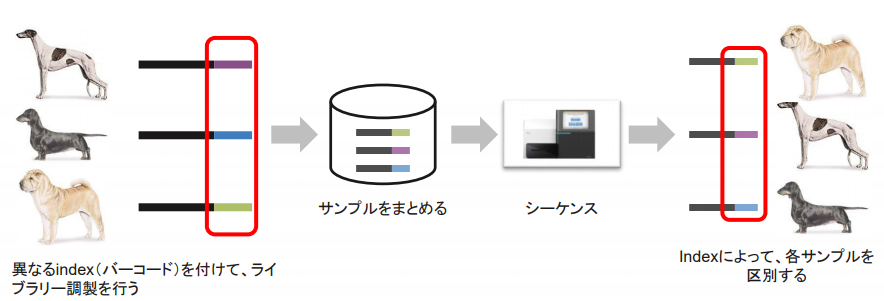 サンプルをまとめる
シーケンス
異なるindex（バーコード）を付けて、ライ
ブラリー調製を行う
Indexによって、各サンプルを
区別する